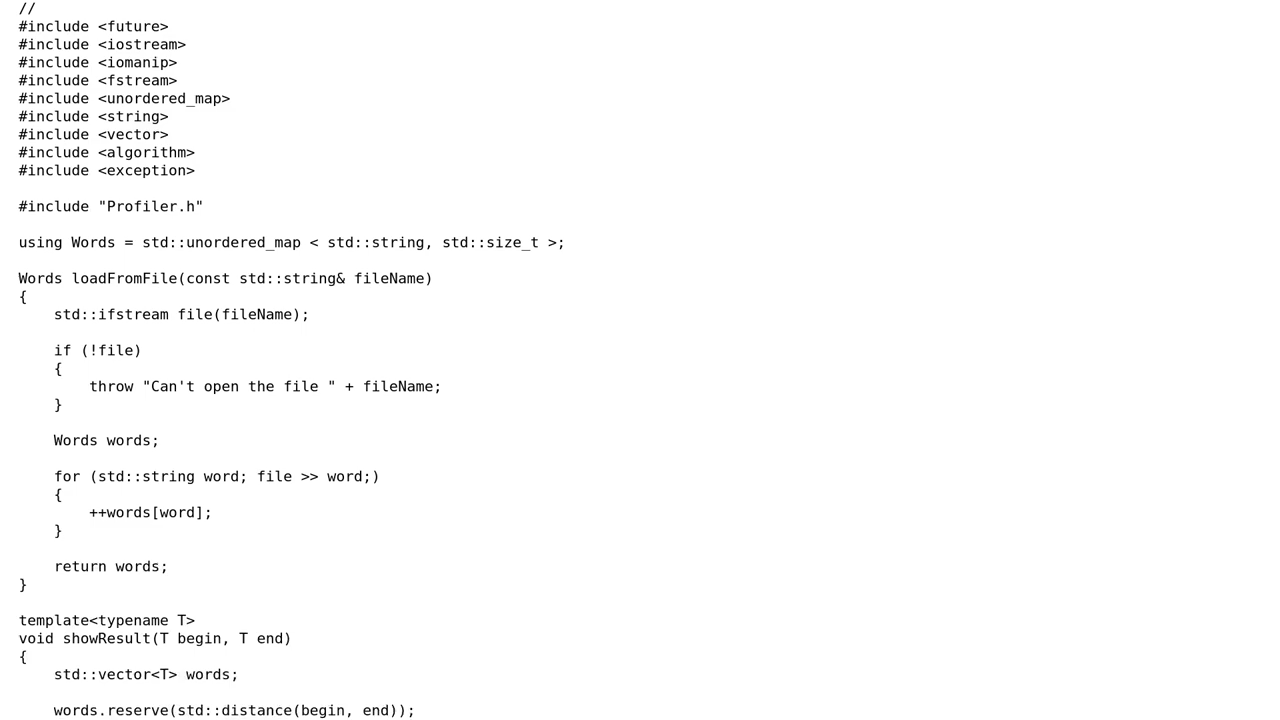 //
#include <future>
#include <iostream>
#include <iomanip>
#include <fstream>
#include <unordered_map>
#include <string>
#include <vector>
#include <algorithm>
#include <exception>

#include "Profiler.h"

using Words = std::unordered_map < std::string, std::size_t >;

Words loadFromFile(const std::string& fileName)
{
    std::ifstream file(fileName);

    if (!file)
    {
        throw "Can't open the file " + fileName;
    }

    Words words;

    for (std::string word; file >> word;)
    {
        ++words[word];
    }

    return words;
}

template<typename T>
void showResult(T begin, T end)
{
    std::vector<T> words;

    words.reserve(std::distance(begin, end));